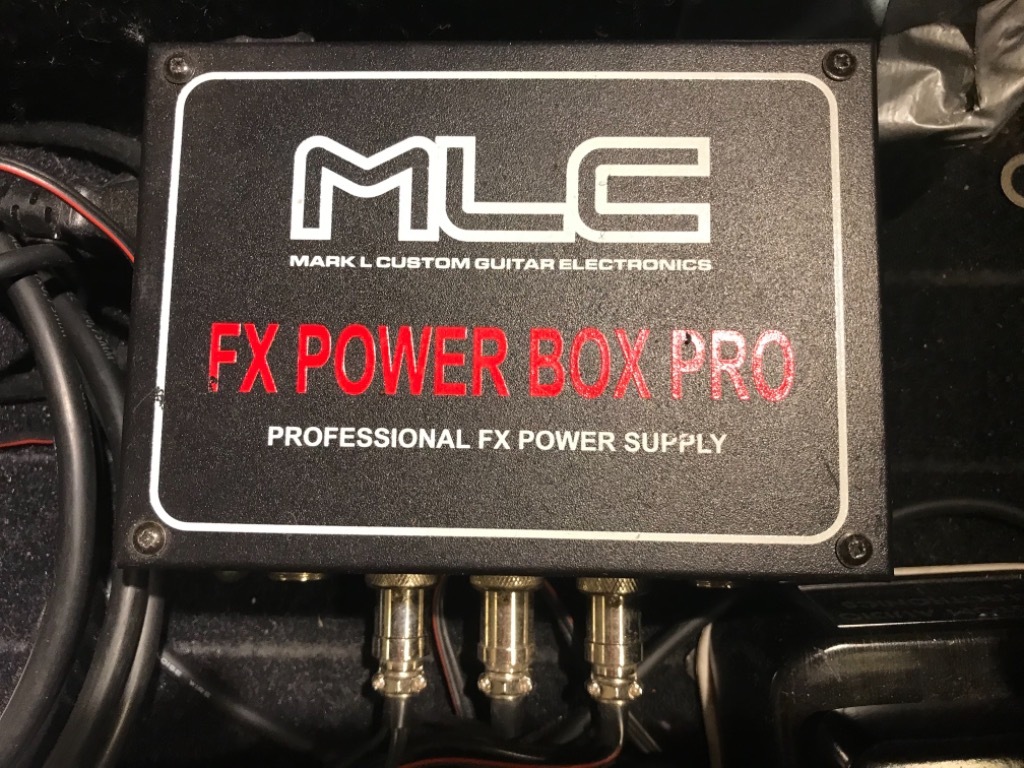 MLC
MARK L CUSTOM GUITAR ELECTRONICS
FX POWER BOX PRO
PROFESSIONAL FX POWER SUPPLY